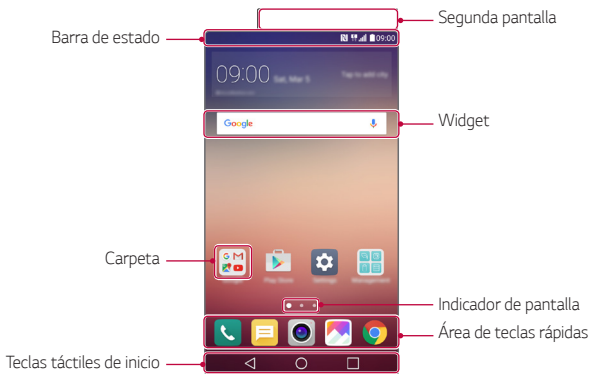 Segunda pantalla
Barra de estado
09:00
09:00 Sat, Mar 5
Tap to add city
Google
Widget
Carpeta
G M
Google
Play Store
Settings
Management
Indicador de pantalla
Área de teclas rápidas
Teclas táctiles de inicio